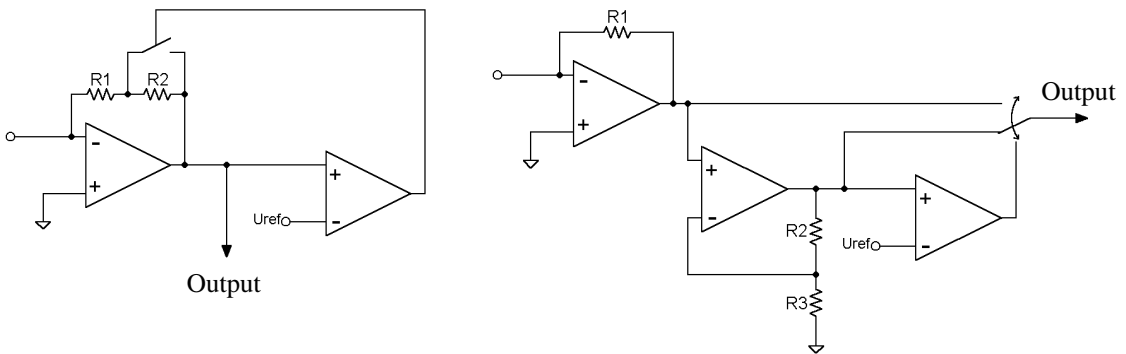 R1
R2
-
+
+
-
Uref
Output
R1
-
+
+
-
R2
R3
+
-
Uref
Output